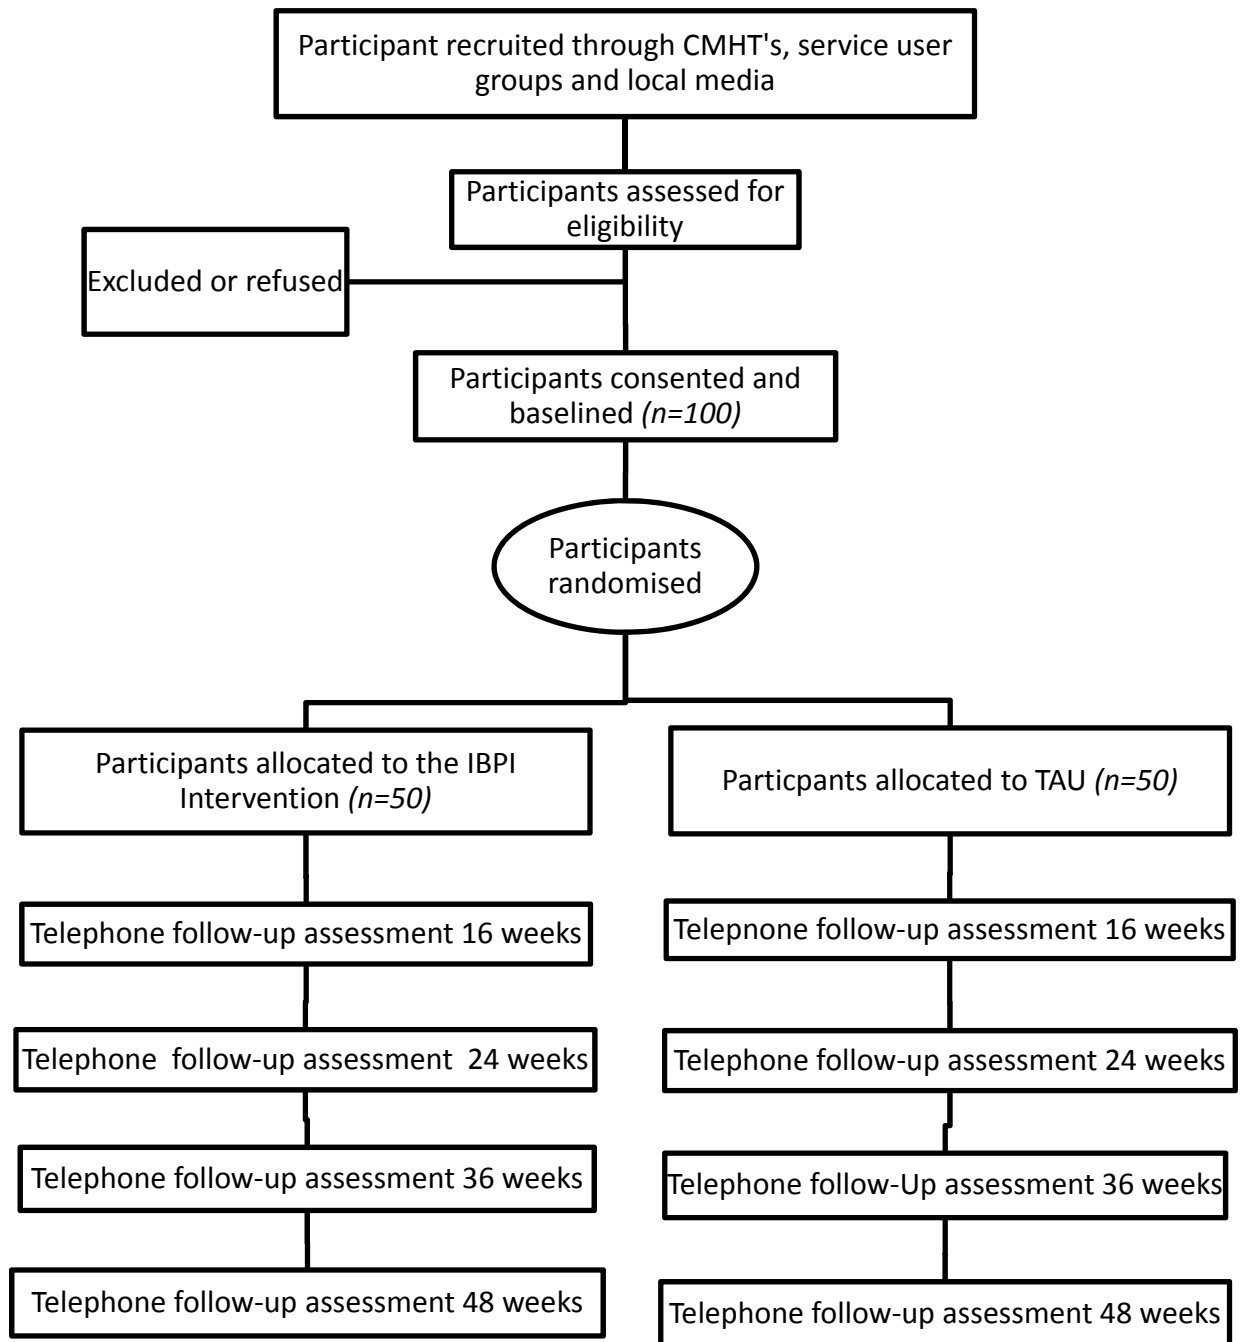 Participant recruited through CMHT's, service user
groups and local media
Participants assessed for
eligibility
Excluded or refused
Participants consented and
baselined (n=100)
Participants
randomised
Participants allocated to the IBPI
Intervention (n=50)
Particpants allocated to TAU (n=50)
Telephone follow-up assessment 16 weeks
Telepnone follow-up assessment 16 weeks
Telephone  follow-up assessment  24 weeks
Telephone follow-up assessment 24 weeks
Telephone follow-up assessment 36 weeks
Telephone follow-Up assessment 36 weeks
Telephone follow-up assessment 48 weeks
Telephone follow-up assessment 48 weeks